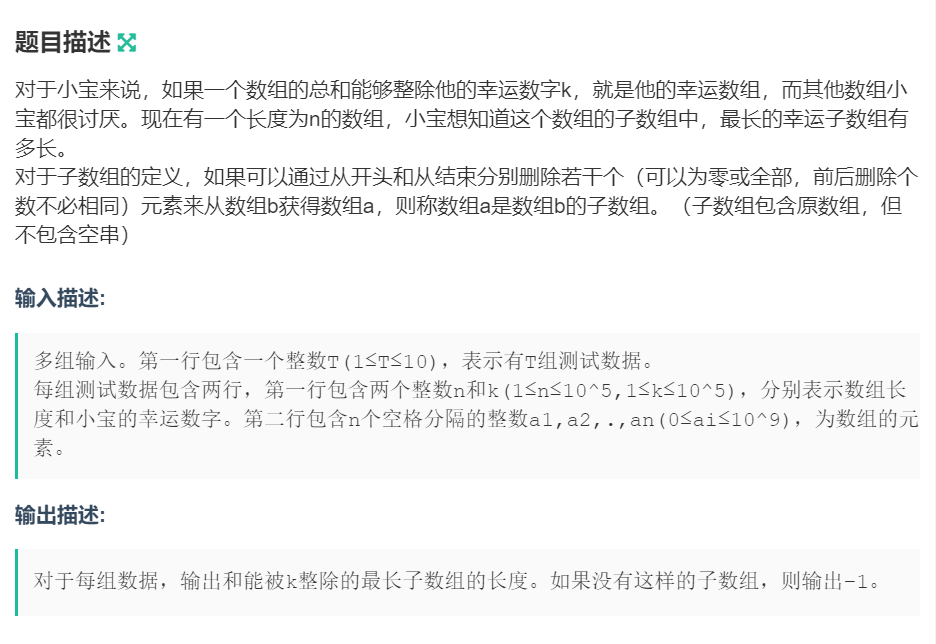 题目描述
对于小宝来说，如果一个数组的总和能够整除他的幸运数字k，就是他的幸运数组，而其他数组小
宝都很讨厌。现在有一个长度为n的数组，小宝想知道这个数组的子数组中，最长的幸运子数组有
多长。
对于子数组的定义，如果可以通过从开头和从结束分别删除若干个（可以为零或全部，前后删除个
数不必相同）元素来从数组b获得数组a，则称数组a是数组b的子数组。（子数组包含原数组，但
不包含空串）
输入描述:
多组输入。第一行包含一个整数T(1≤T≤10)，表示有T组测试数据。
每组测试数据包含两行，第一行包含两个整数n和k(1≤n≤10^5,1≤k≤10^5)，分别表示数组长
度和小宝的幸运数字。第二行包含n个空格分隔的整数a1,a2,.,an(0≤ai≤10^9)，为数组的元
素。
输出描述:
对于每组数据，输出和能被k整除的最长子数组的长度。如果没有这样的子数组，则输出-1。